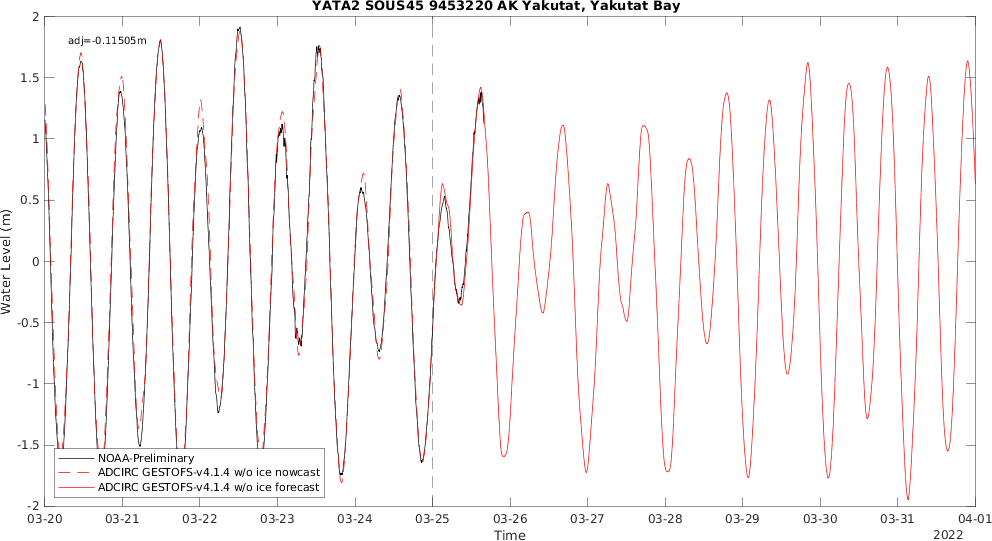 YATA2 SOUS45 9453220 AK Yakutat, Yakutat Bay
adj=-0.11505m
Water Level (m)
2
1.5
1
0.5
0
-0.5
-1
-1.5
-2
NOAA-Preliminary
ADCIRC GESTOFS-v4.1.4 w/o ice nowcast
ADCIRC GESTOFS-v4.1.4 w/o ice forecast
03-20 03-21 03-22 03-23 03-24 03-25 03-26 03-27 03-28 03-29 03-30 03-31 04-01
Time
2022